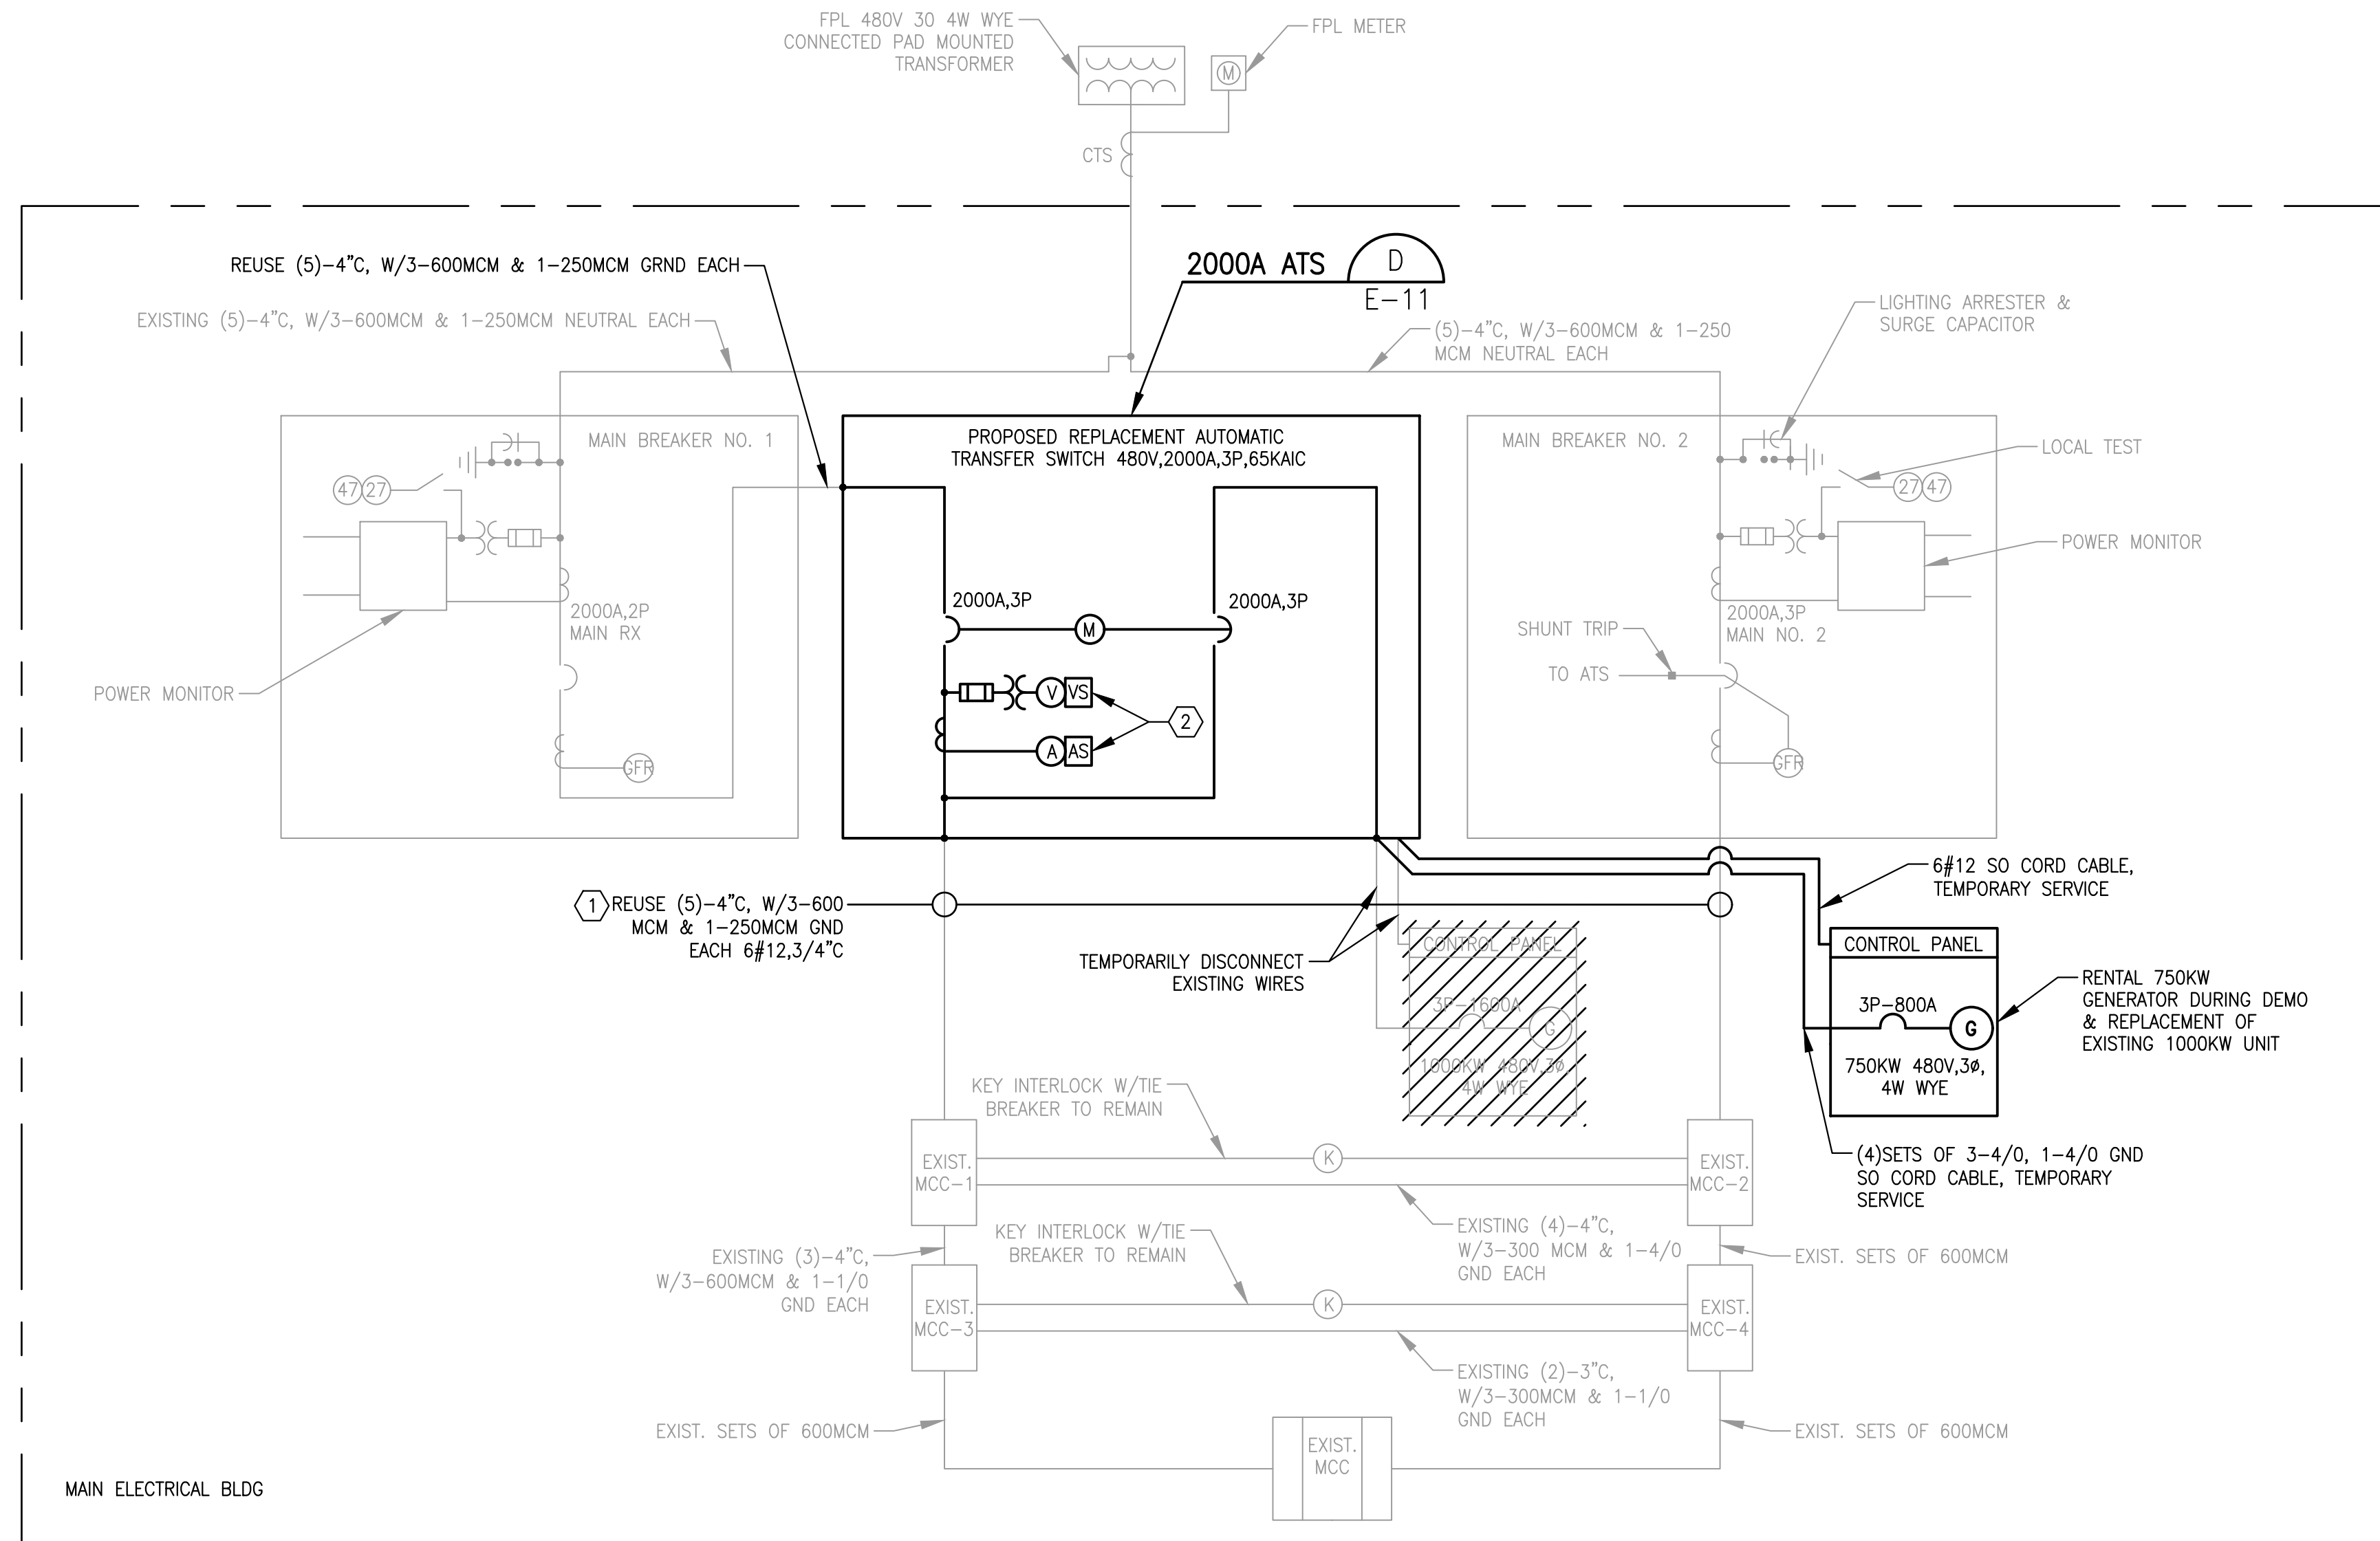 FPL 480V 30 4W WYE
CONNECTED PAD MOUNTED
TRANSFORMER
FPL METER
M
CTS
REUSE (5)-4"C, W/3-600MCM & 1-250MCM GRND EACH
2000A ATS
D
E-11
EXISTING (5)-4"C, W/3-600MCM & 1-250MCM NEUTRAL EACH
(5)-4"C, W/3-600MCM & 1-250
MCM NEUTRAL EACH
LIGHTING ARRESTER &
SURGE CAPACITOR
MAIN BREAKER NO. 1
47 27
2000A,2P
MAIN RX
POWER MONITOR
GFR
PROPOSED REPLACEMENT AUTOMATIC
TRANSFER SWITCH 480V,2000A,3P,65KAIC
2000A,3P
2000A,3P
M
V VS
2
A AS
MAIN BREAKER NO. 2
LOCAL TEST
27 47
POWER MONITOR
2000A,3P
MAIN NO. 2
SHUNT TRIP
TO ATS
GFR
6#12 SO CORD CABLE,
TEMPORARY SERVICE
1 REUSE (5)-4"C, W/3-600
MCM & 1-250MCM GND
EACH 6#12,3/4"C
TEMPORARILY DISCONNECT
EXISTING WIRES
CONTROL PANEL
3P-1600A
G
1000KW 480V,3ø,
4W WYE
CONTROL PANEL
3P-800A
G
750KW 480V,3ø,
4W WYE
RENTAL 750KW
GENERATOR DURING DEMO
& REPLACEMENT OF
EXISTING 1000KW UNIT
(4)SETS OF 3-4/0, 1-4/0 GND
SO CORD CABLE, TEMPORARY
SERVICE
KEY INTERLOCK W/TIE
BREAKER TO REMAIN
EXIST.
MCC-1
K
EXIST.
MCC-2
EXISTING (4)-4"C,
W/3-300 MCM & 1-4/0
GND EACH
KEY INTERLOCK W/TIE
BREAKER TO REMAIN
EXISTING (3)-4"C,
W/3-600MCM & 1-1/0
GND EACH
EXIST. SETS OF 600MCM
EXIST.
MCC-3
K
EXIST.
MCC-4
EXISTING (2)-3"C,
W/3-300MCM & 1-1/0
GND EACH
EXIST. SETS OF 600MCM
EXIST. SETS OF 600MCM
EXIST.
MCC
MAIN ELECTRICAL BLDG